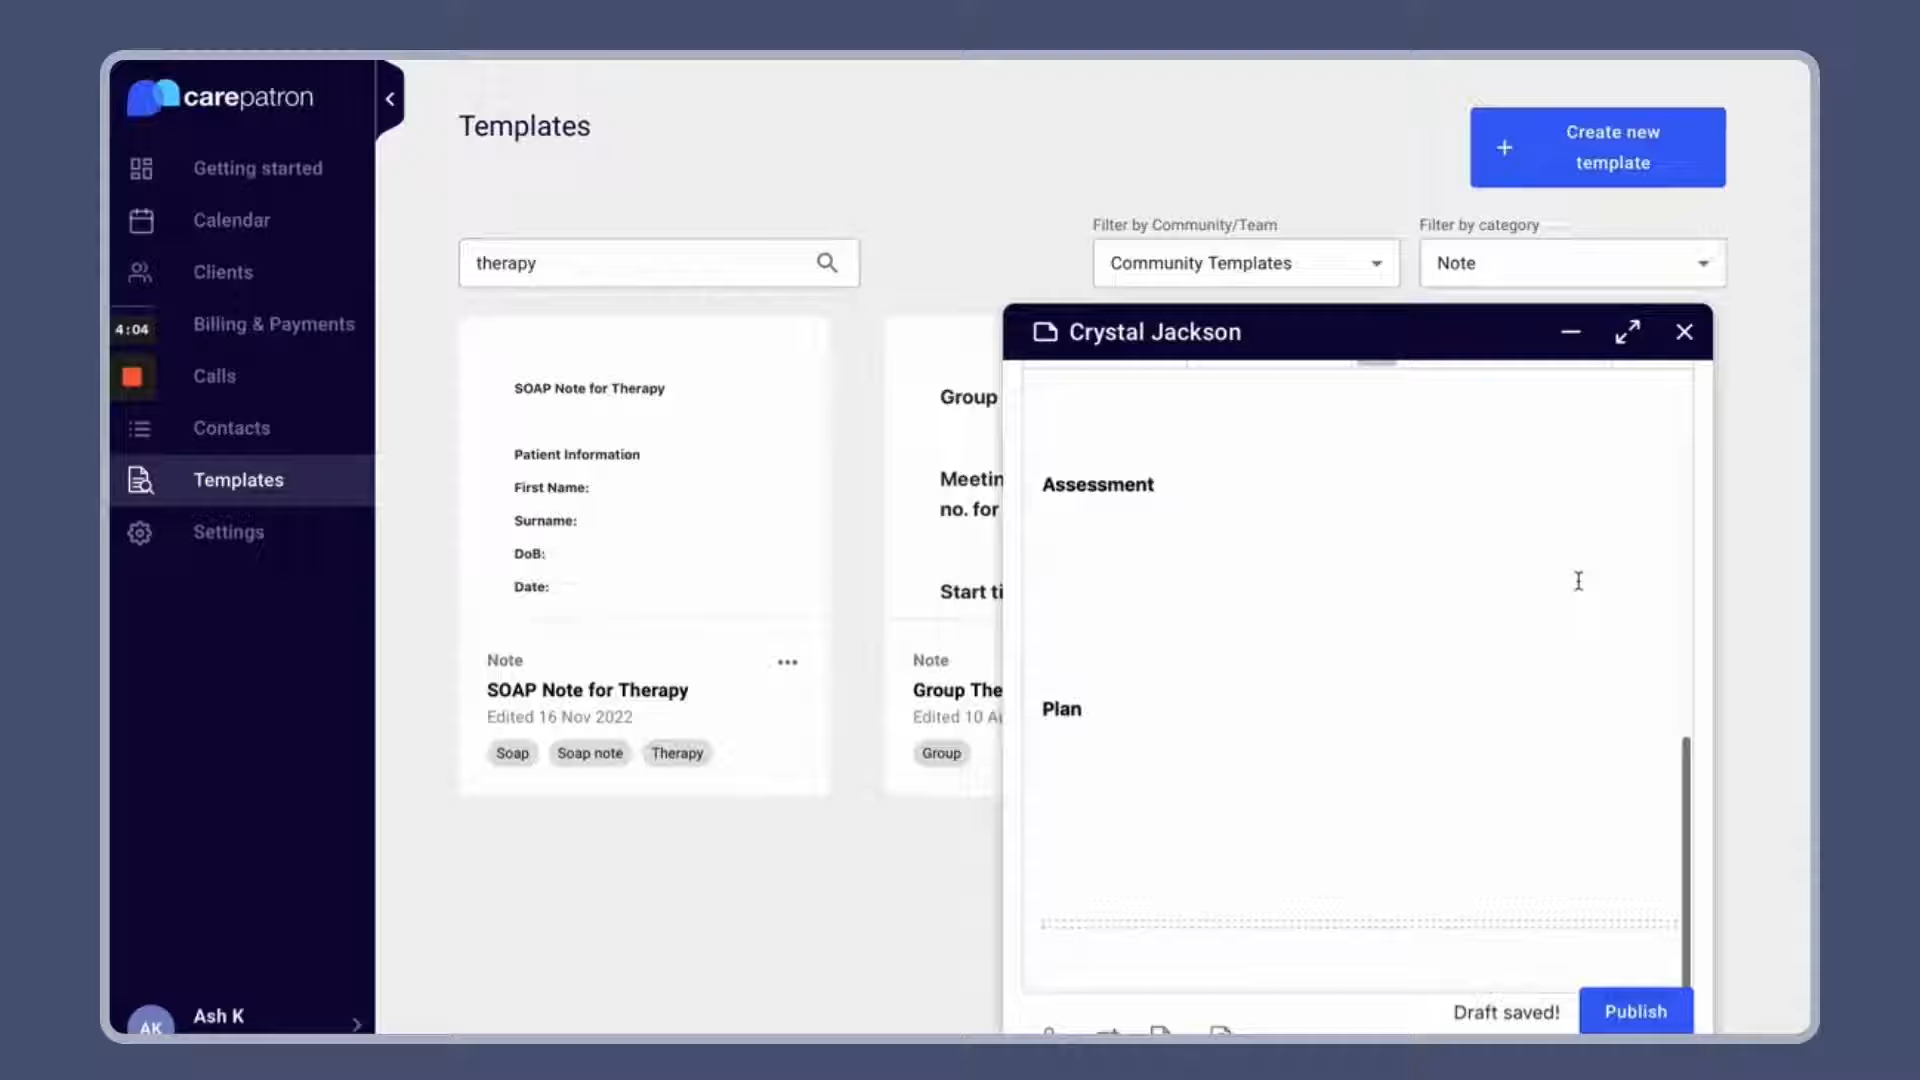 carepatron
Getting started
Calendar
Clients
4:04
Billing & Payments
Calls
Contacts
Templates
Settings
Ash K
AK
Templates
Create new
template
Filter by Community/Team
Filter by category
therapy
Community Templates
Note
SOAP Note for Therapy
Patient Information
First Name:
Surname:
DoB:
Date:
Note
SOAP Note for Therapy
Edited 16 Nov 2022
Soap
Soap note
Therapy
Group
Meetin
no. for
Start ti
Note
Group The
Edited 10 Au
Group
Crystal Jackson
Assessment
Plan
Draft saved!
Publish